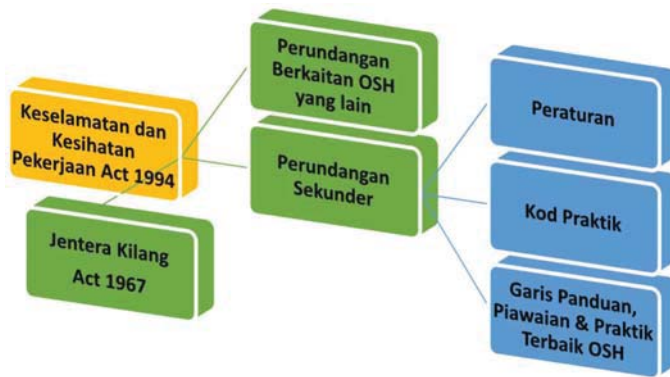 Keselamatan dan
Kesihatan
Pekerjaan Act 1994
Jentera Kilang
Act 1967
Perundangan
Berkaitan OSH
yang lain
Perundangan
Sekunder
Peraturan
Kod Praktik
Garis Panduan,
Piawaian & Praktik
Terbaik OSH